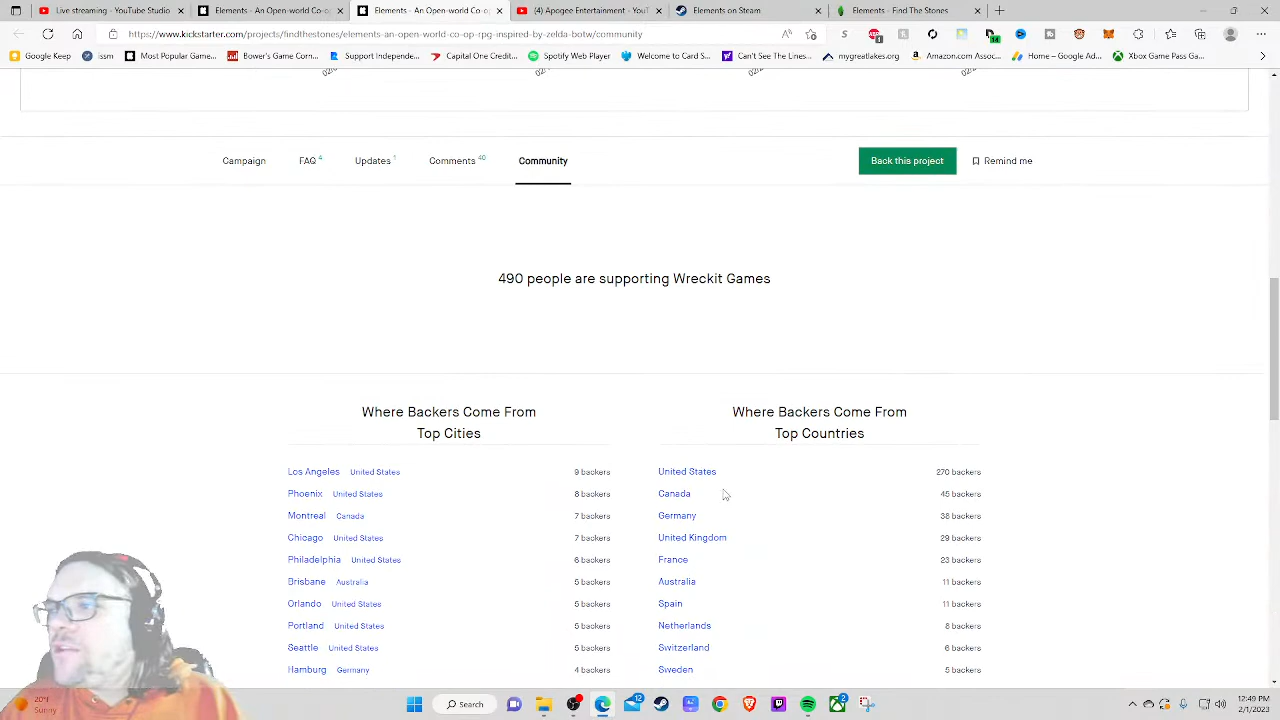 Live streaming - YouTube Studio
Elements - An Open-world Co-o
Elements - An Open-world Co-o
(4) Apogee Entertainment - YouT
Elements on Steam
Elements - Find The Stones
https://www.kickstarter.com/projects/findthestones/elements-an-open-world-co-op-rpg-inspired-by-zelda-botw/community
Google Keep
Most Popular Game...
Bower's Game Corn...
Support Independe...
Capital One Credit...
Spotify Web Player
Welcome to Card S...
Can't See The Lines...
mygreatlakes.org
Amazon.com Assoc...
Home – Google Ad...
Xbox Game Pass Ga...
Campaign
FAQ 4
Updates 1
Comments 40
Community
Back this project
Remind me
490 people are supporting Wreckit Games
Where Backers Come From
Top Cities
Los Angeles United States 9 backers
Phoenix United States 8 backers
Montreal Canada 7 backers
Chicago United States 7 backers
Philadelphia United States 6 backers
Brisbane Australia 5 backers
Orlando United States 5 backers
Portland United States 5 backers
Seattle United States 5 backers
Hamburg Germany 4 backers
Where Backers Come From
Top Countries
United States 270 backers
Canada 45 backers
Germany 38 backers
United Kingdom 29 backers
France 23 backers
Australia 11 backers
Spain 11 backers
Netherlands 8 backers
Switzerland 6 backers
Sweden 5 backers
20°F
Sunny
Search
12
2
12:49 PM
2/1/2023